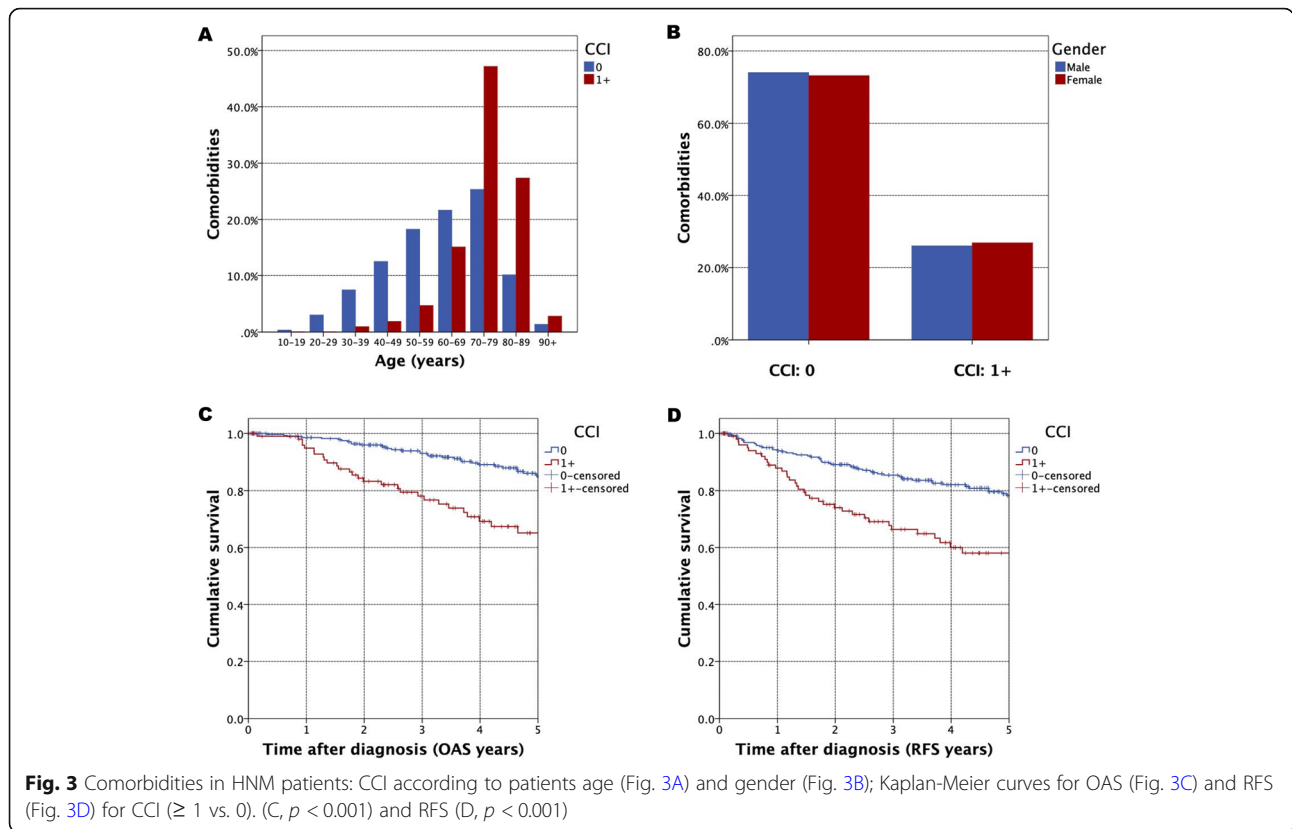 A
CCI
0
1+
50.0%
40.0%
30.0%
20.0%
10.0%
.0%
Comorbidities
10-19 20-29 30-39 40-49 50-59 60-69 70-79 80-89 90+
Age (years)
B
Gender
Male
Female
80.0%
60.0%
40.0%
20.0%
.0%
Comorbidities
CCI: 0 CCI: 1+
C
CCI
0
1+
0-censored
1+-censored
1.0
0.8
0.6
0.4
0.2
0.0
Cumulative survival
0 1 2 3 4 5
Time after diagnosis (OAS years)
D
CCI
0
1+
0-censored
1+-censored
1.0
0.8
0.6
0.4
0.2
0.0
Cumulative survival
0 1 2 3 4 5
Time after diagnosis (RFS years)
Fig. 3 Comorbidities in HNM patients: CCI according to patients age (Fig. 3A) and gender (Fig. 3B); Kaplan-Meier curves for OAS (Fig. 3C) and RFS
(Fig. 3D) for CCI (≥ 1 vs. 0). (C, p < 0.001) and RFS (D, p < 0.001)